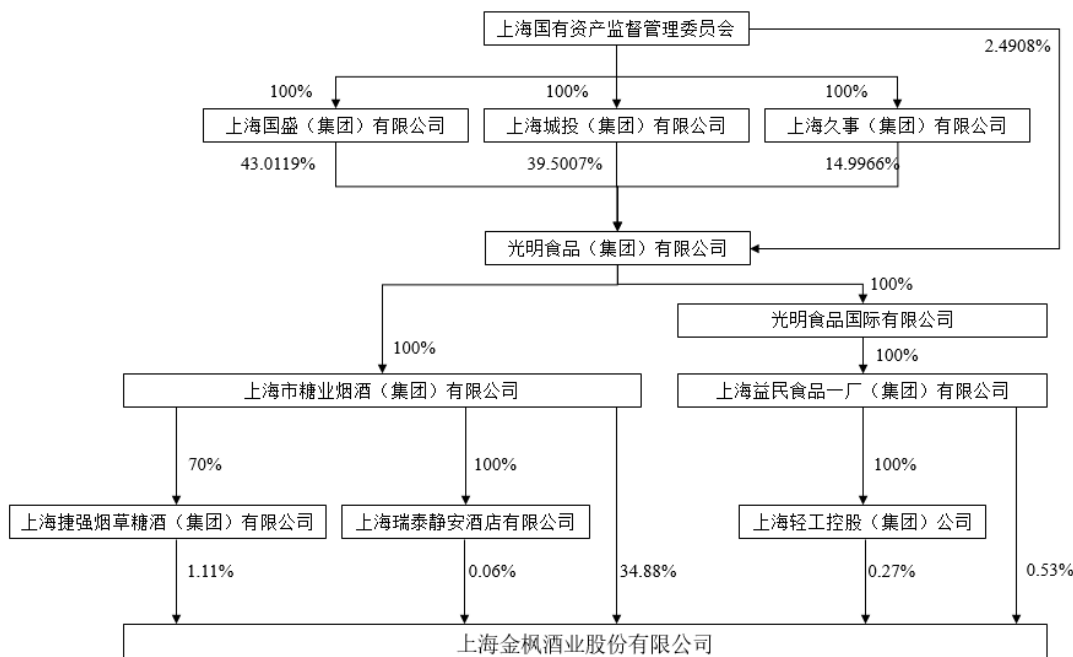 上海国有资产监督管理委员会
2.4908%
100%
100%
100%
上海国盛（集团）有限公司
上海城投（集团）有限公司
上海久事（集团）有限公司
43.0119%
39.5007%
14.9966%
光明食品（集团）有限公司
100%
光明食品国际有限公司
100%
100%
上海市糖业烟酒（集团）有限公司
上海益民食品一厂（集团）有限公司
70%
100%
100%
上海捷强烟草糖酒（集团）有限公司
上海瑞泰静安酒店有限公司
上海轻工控股（集团）公司
1.11%
0.06%
34.88%
0.27%
0.53%
上海金枫酒业股份有限公司